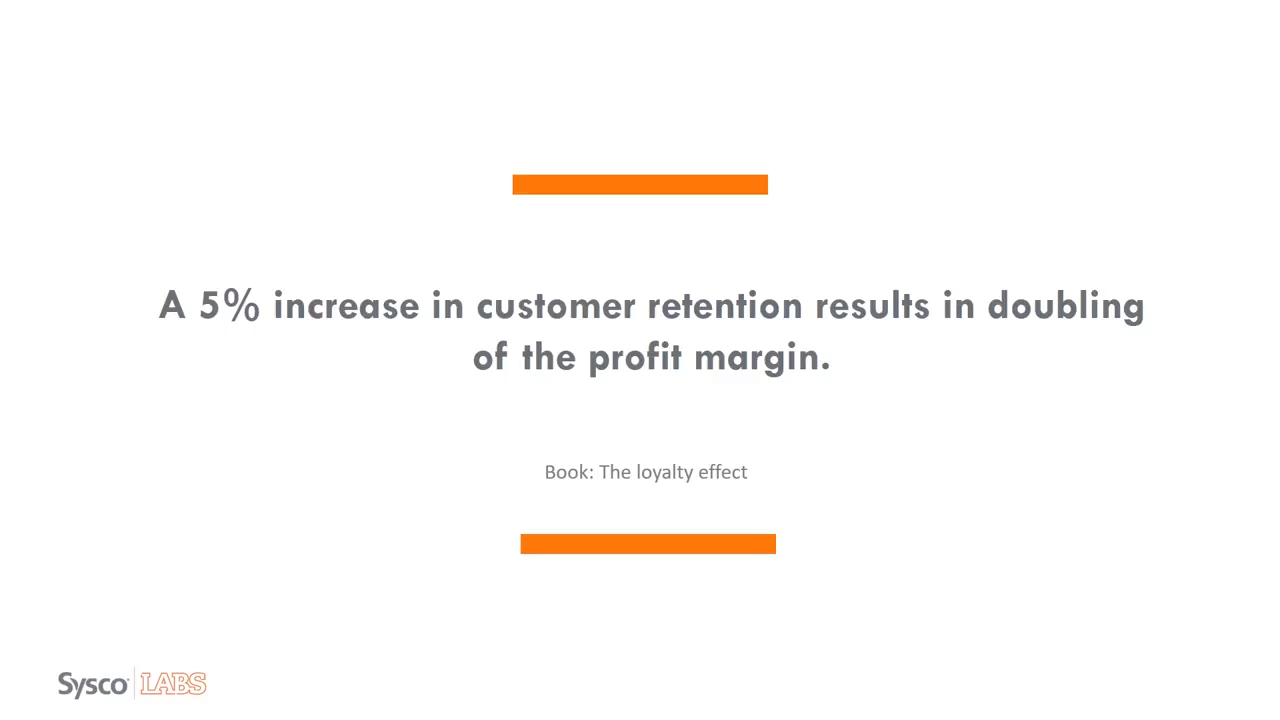 A 5% increase in customer retention results in doubling
of the profit margin.
Book: The loyalty effect
Sysco LABS